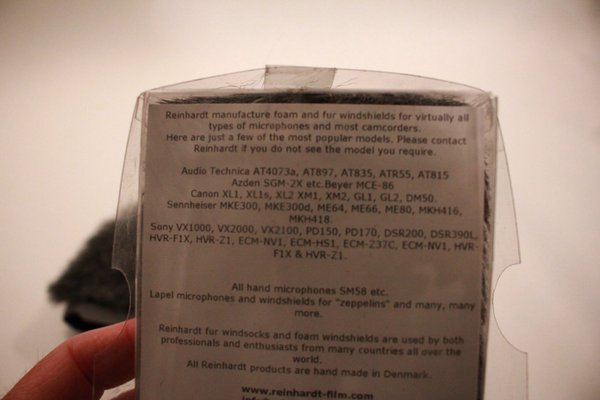 Reinhardt manufacture foam and fur windshields for virtually all
types of microphones and most camcorders.
Here are just a few of the most popular models. Please contact
Reinhardt if you do not see the model you require.
Audio Technica AT4073a, AT897, AT835, ATR55, AT815
Azden SGM-2X etc.Beyer MCE-86
Canon XL1, XL1s, XL2 XM1, XM2, GL1, GL2, DM50.
Sennheiser MKE300, MKE300d, ME64, ME66, ME80, MKH416,
MKH418.
Sony VX1000, VX2000, VX2100, PD150, PD170, DSR200, DSR390L,
HVR-F1X, HVR-Z1, ECM-NV1, ECM-HS1, ECM-Z37C, ECM-NV1, HVR-
F1X & HVR-Z1.
All hand microphones SM58 etc.
Lapel microphones and windshields for "zeppelins" and many, many
more.
Reinhardt fur windsocks and foam windshields are used by both
professionals and enthusiasts from many countries all over the
world.
All Reinhardt products are hand made in Denmark.
www.reinhardt-film.com